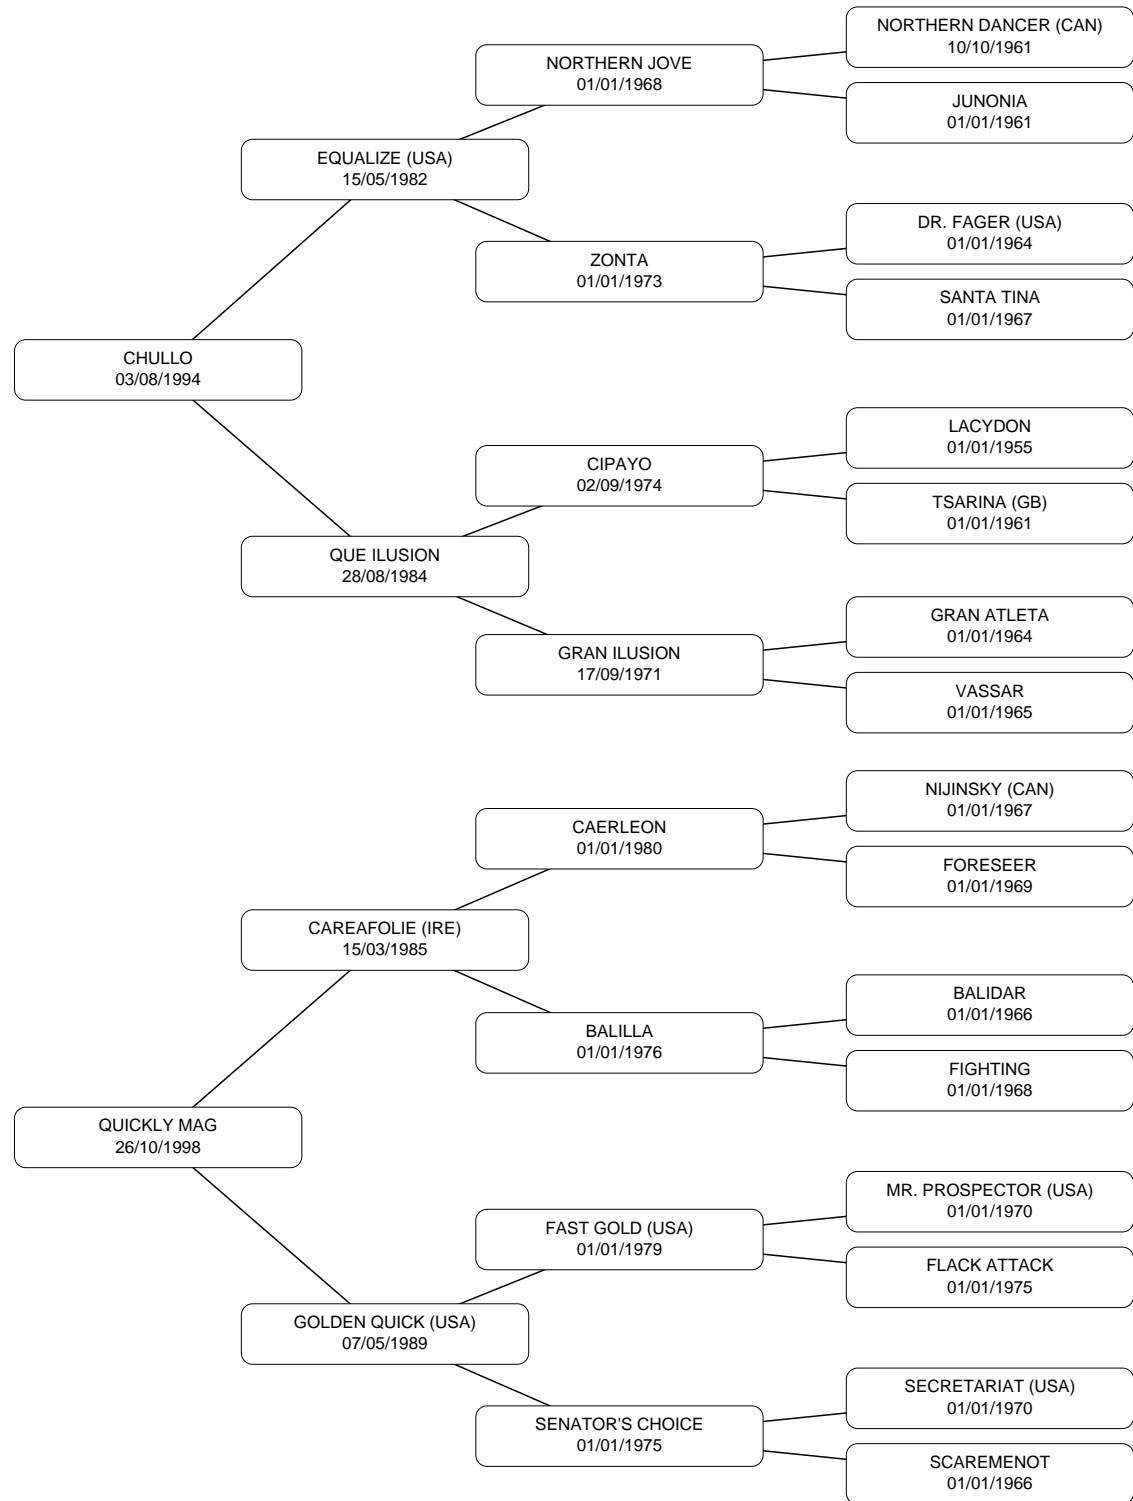 NORTHERN DANCER (CAN)
10/10/1961
NORTHERN JOVE
01/01/1968
JUNONIA
01/01/1961
EQUALIZE (USA)
15/05/1982
DR. FAGER (USA)
01/01/1964
ZONTA
01/01/1973
SANTA TINA
01/01/1967
CHULLO
03/08/1994
LACYDON
01/01/1955
CIPAYO
02/09/1974
TSARINA (GB)
01/01/1961
QUE ILUSION
28/08/1984
GRAN ATLETA
01/01/1964
GRAN ILUSION
17/09/1971
VASSAR
01/01/1965
NIJINSKY (CAN)
01/01/1967
CAERLEON
01/01/1980
FORESEER
01/01/1969
CAREAFOLIE (IRE)
15/03/1985
BALIDAR
01/01/1966
BALILLA
01/01/1976
FIGHTING
01/01/1968
QUICKLY MAG
26/10/1998
MR. PROSPECTOR (USA)
01/01/1970
FAST GOLD (USA)
01/01/1979
FLACK ATTACK
01/01/1975
GOLDEN QUICK (USA)
07/05/1989
SECRETARIAT (USA)
01/01/1970
SENATOR'S CHOICE
01/01/1975
SCAREMENOT
01/01/1966